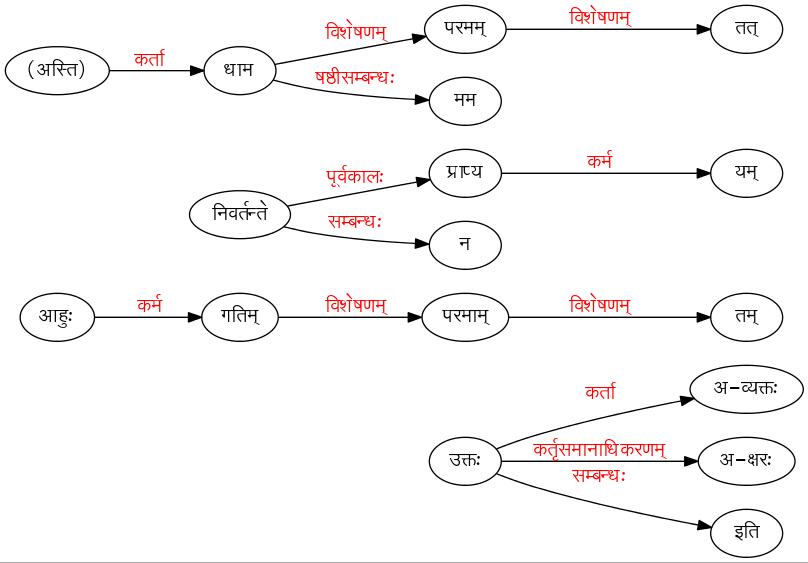 विशेषणम् परमम् विशेषणम् तत्
(अस्ति) कर्ता धाम
षष्ठीसम्बन्धः मम
पूर्वकालः प्राप्य कर्म यम्
निवर्तन्ते
सम्बन्धः न
आहुः कर्म गतिम् विशेषणम् परमाम् विशेषणम् तम्
कर्ता अ-व्यक्तः
उक्तः कर्तृसमानाधिकरणम् अ-क्षरः
सम्बन्धः
इति